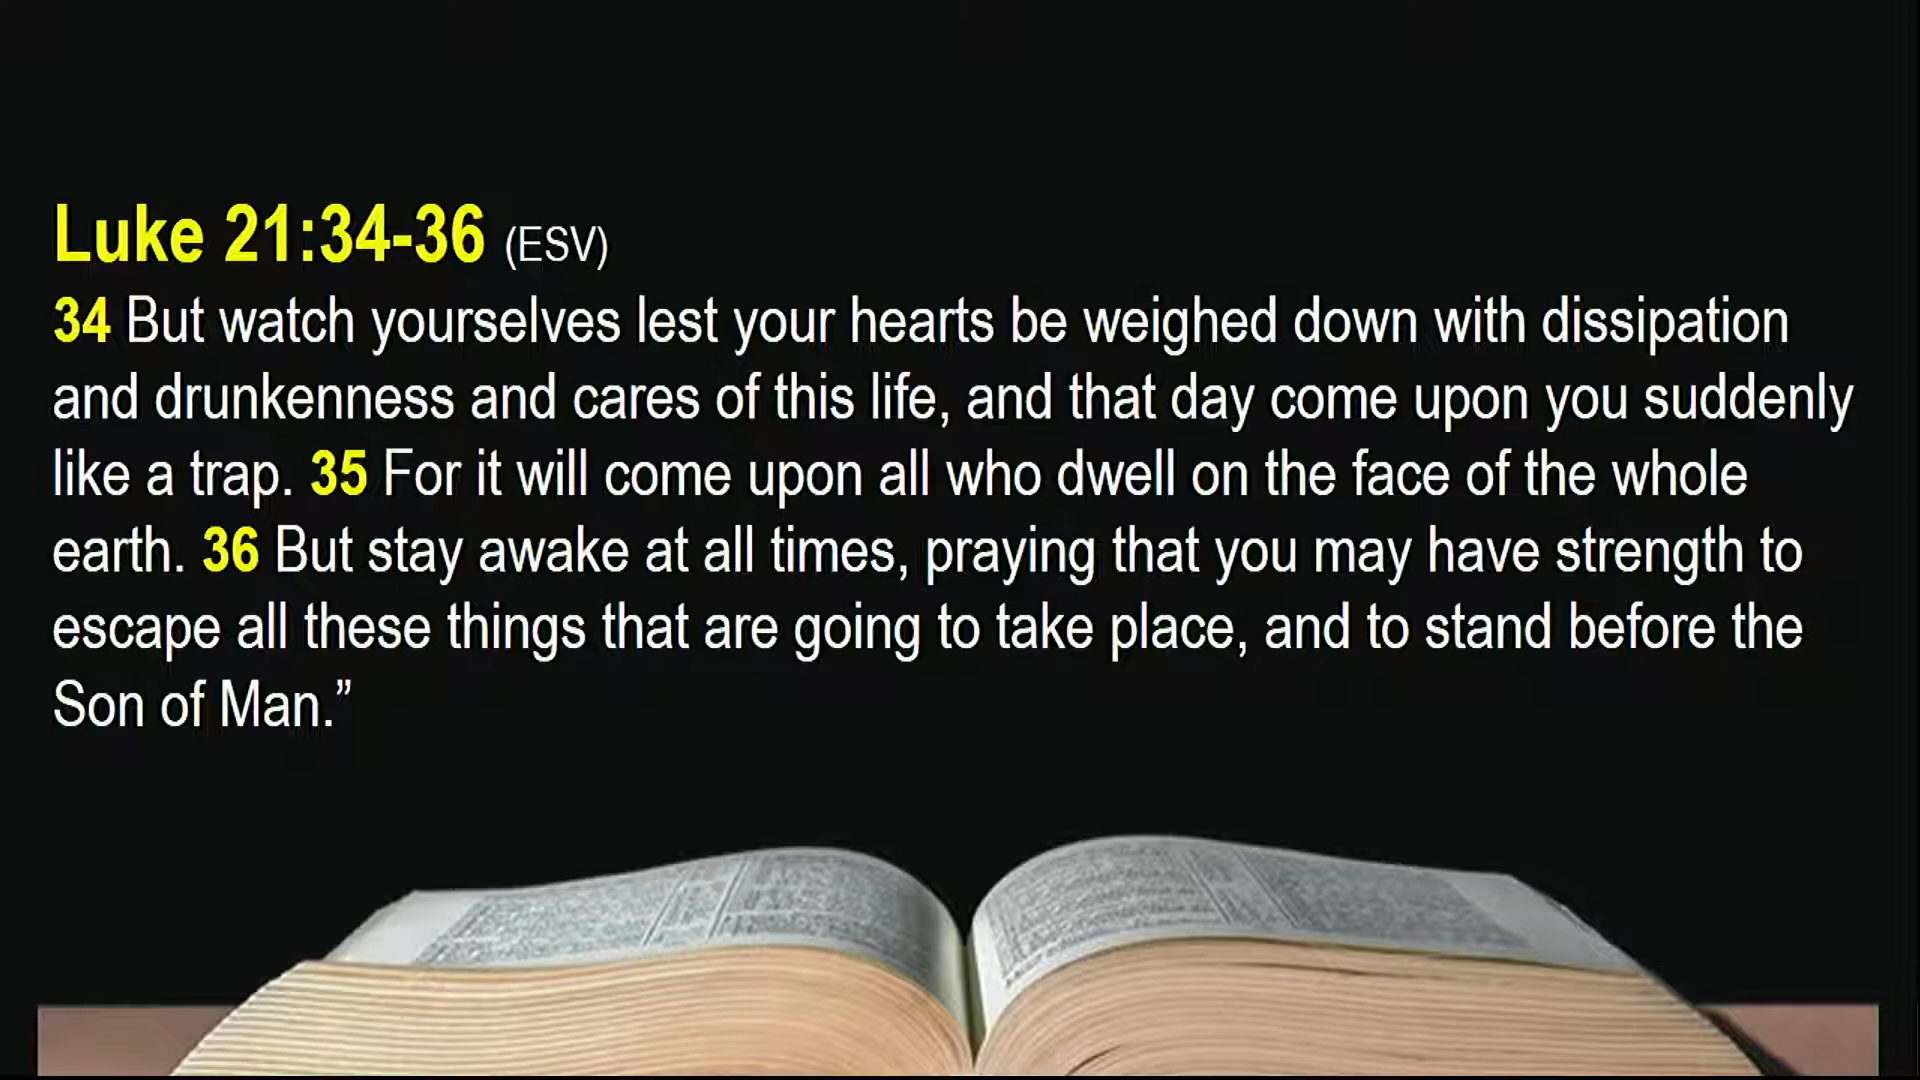 Luke 21:34-36 (ESV)
34 But watch yourselves lest your hearts be weighed down with dissipation
and drunkenness and cares of this life, and that day come upon you suddenly
like a trap. 35 For it will come upon all who dwell on the face of the whole
earth. 36 But stay awake at all times, praying that you may have strength to
escape all these things that are going to take place, and to stand before the
Son of Man.”